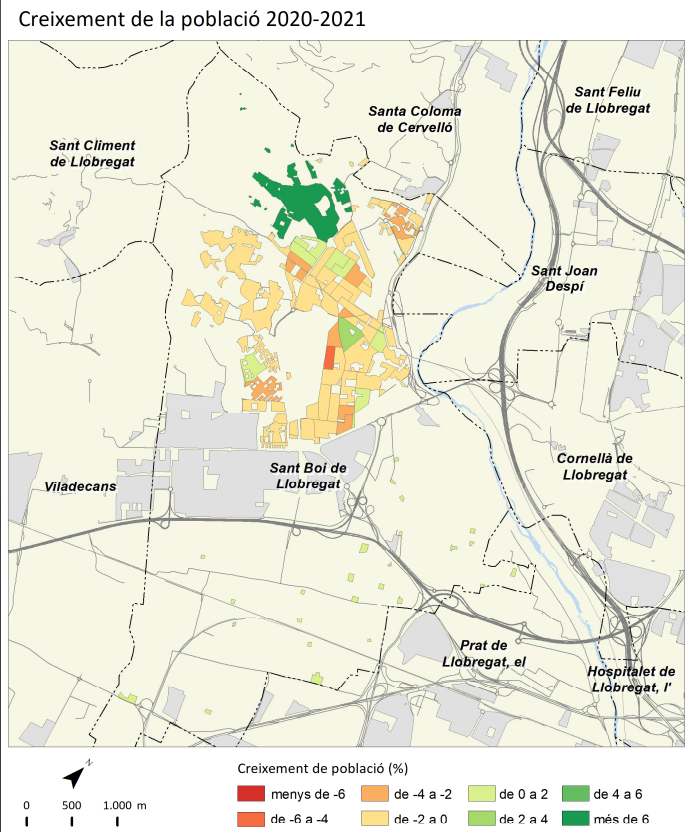 Creixement de la població 2020-2021
Sant Feliu
de Llobregat
Santa Coloma
de Cervelló
Sant Climent
de Llobregat
Sant Joan
Despí
Cornellà de
Llobregat
Sant Boi de
Llobregat
Viladecans
Prat de
Llobregat, el
Hospitalet de
Llobregat, l'
N
0 500 1.000 m
Creixement de població (%)
menys de -6 de -4 a -2 de 0 a 2 de 4 a 6
de -6 a -4 de -2 a 0 de 2 a 4 més de 6